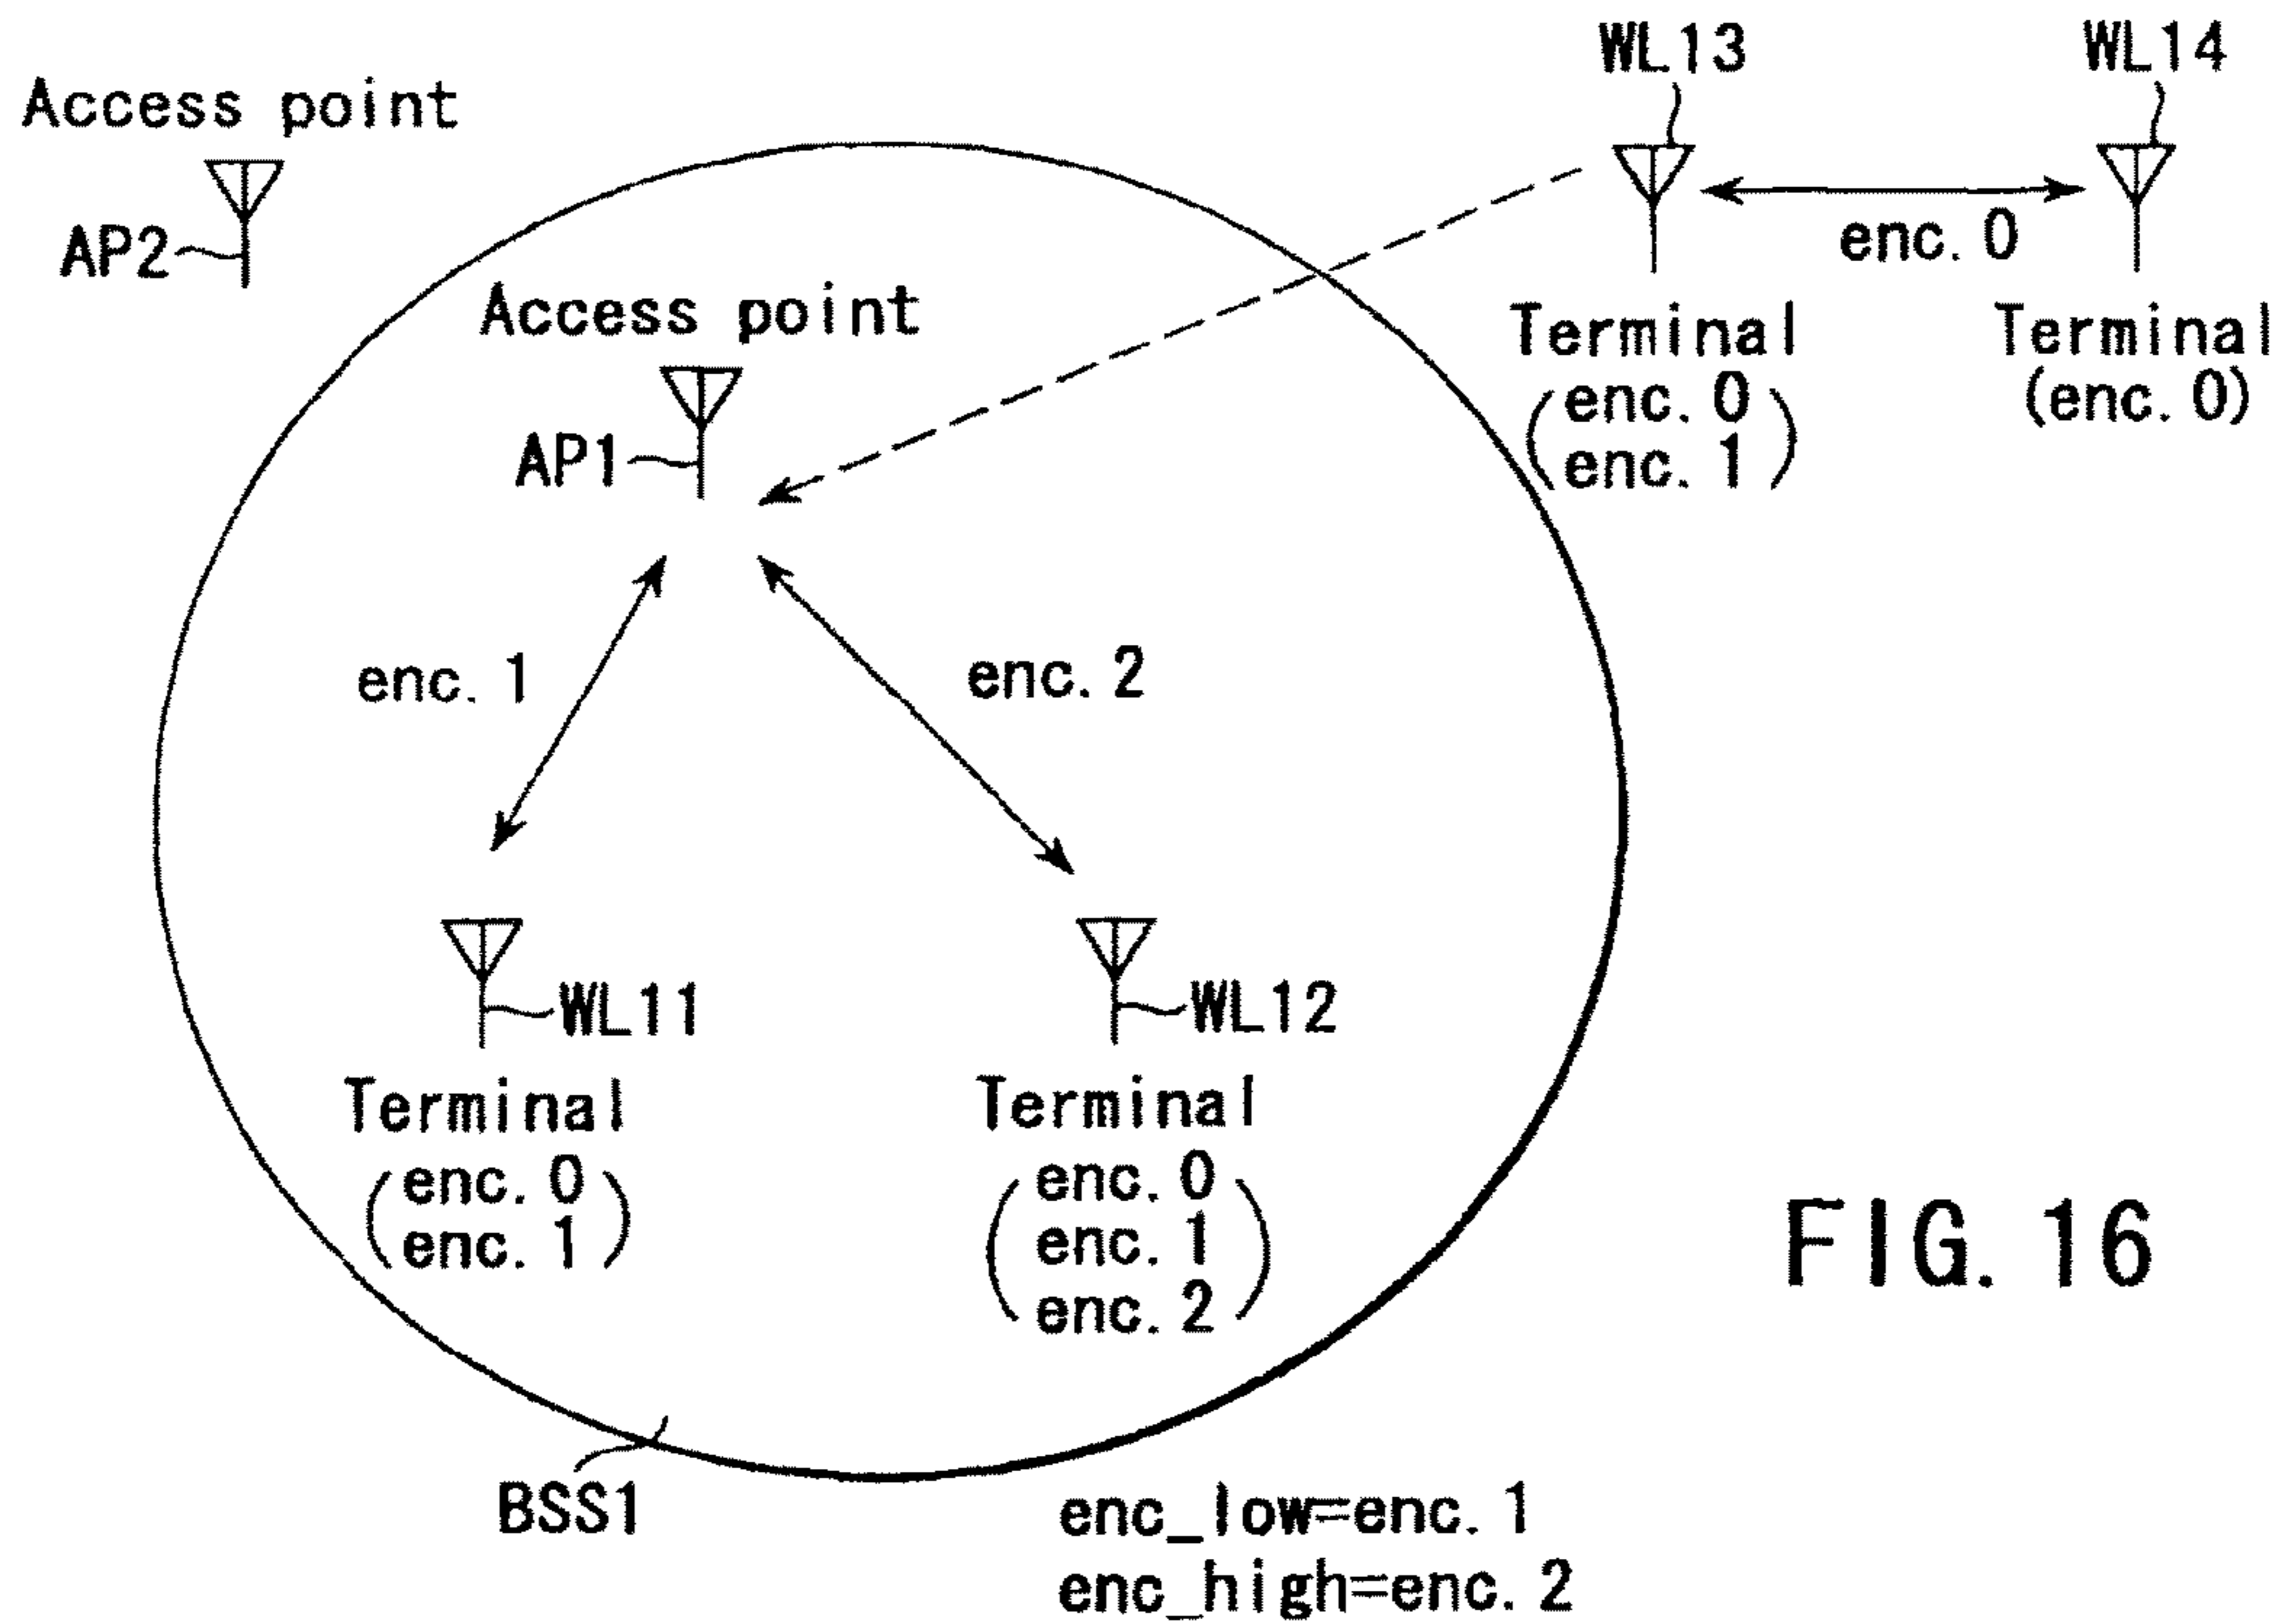 WL13
WL14
Access point
AP2
enc. 0
Access point
AP1
Terminal
(enc. 0
enc. 1)
Terminal
(enc. 0)
enc. 1
enc. 2
WL11
WL12
Terminal
(enc. 0
enc. 1)
Terminal
(enc. 0
enc. 1
enc. 2)
FIG. 16
BSS1
enc_low=enc. 1
enc_high=enc. 2